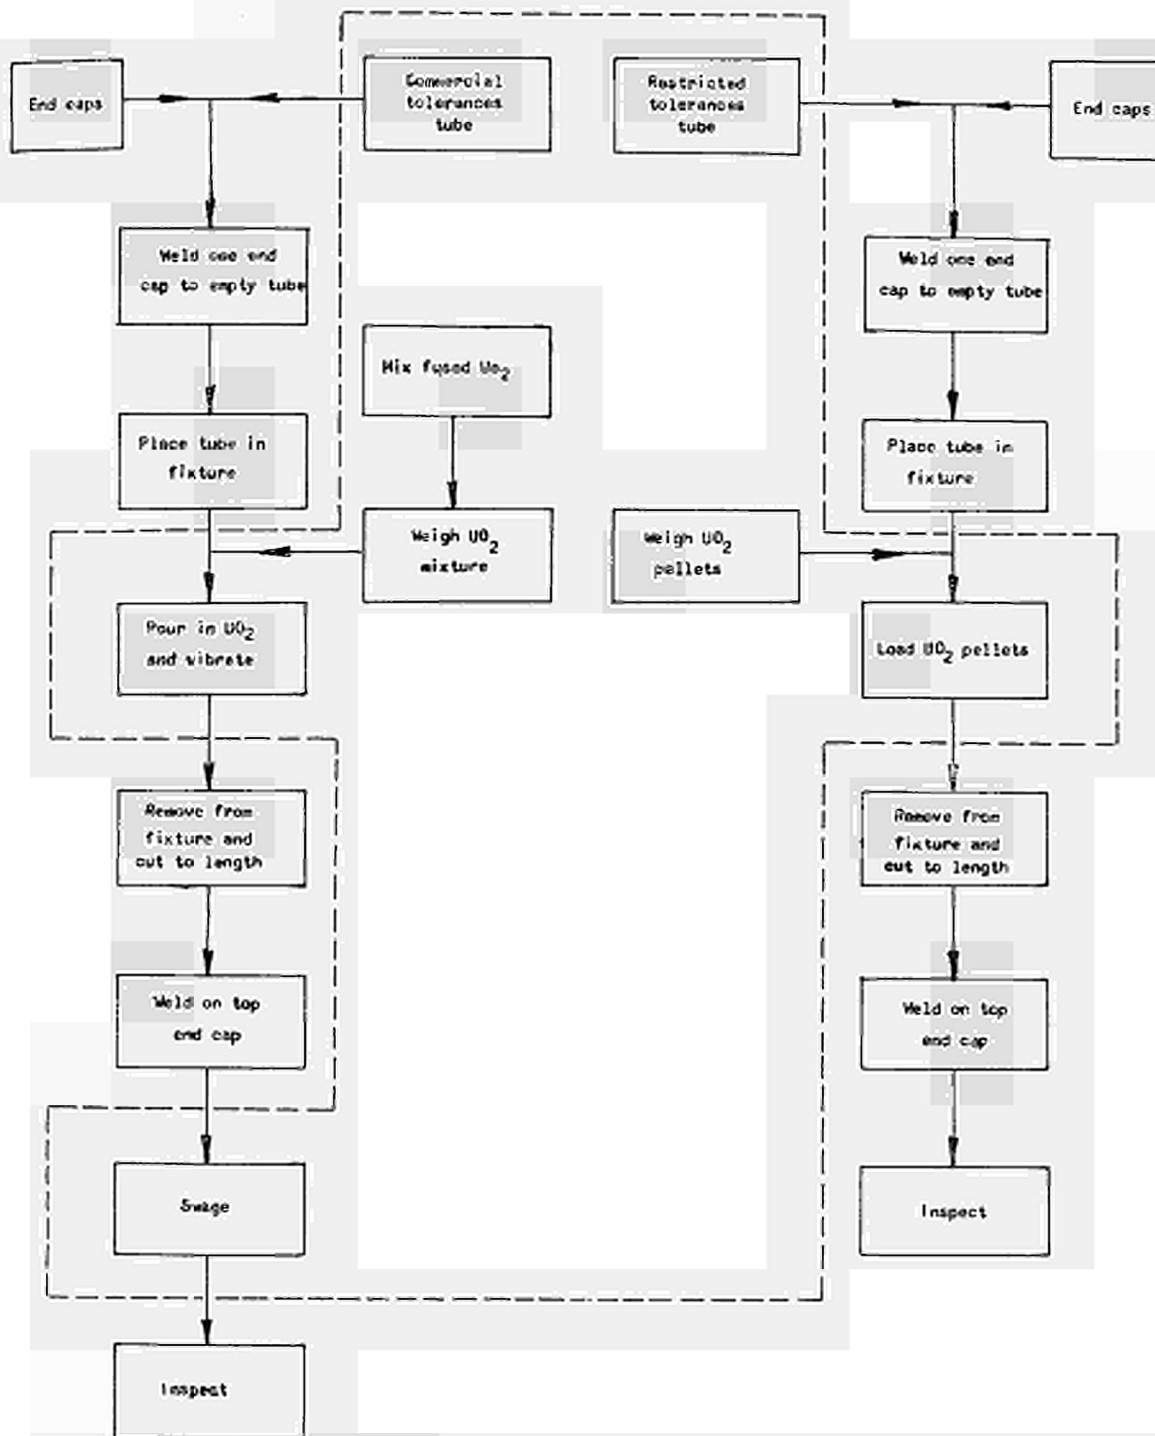 End caps
Commercial
tolerances
tube
Restricted
tolerances
tube
End caps
Weld one end
cap to empty tube
Weld one end
cap to empty tube
Mix fused UO2
Place tube in
fixture
Place tube in
fixture
Weigh UO2
mixture
Weigh UO2
pellets
Pour in UO2
and vibrate
Load UO2 pellets
Remove from
fixture and
cut to length
Remove from
fixture and
cut to length
Weld on top
end cap
Weld on top
end cap
Swage
Inspect
Inspect